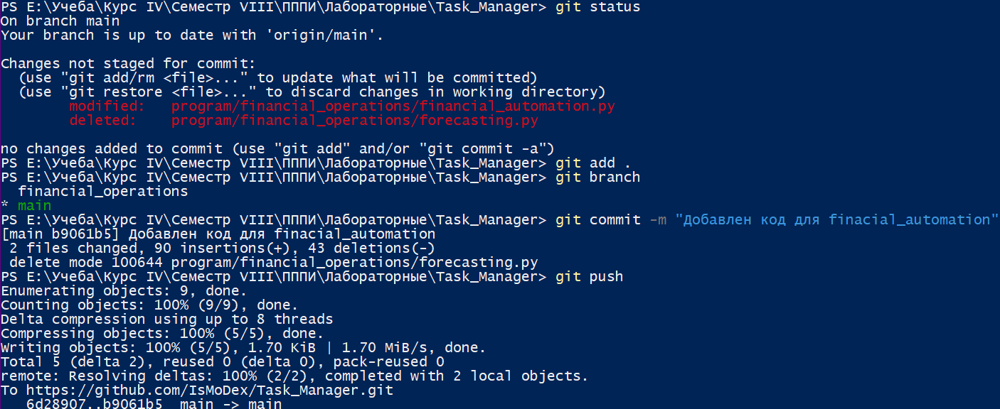 PS E:\Учеба\Курс IV\Семестр VIII\ПППИ\Лабораторные\Task_Manager> git status
On branch main
Your branch is up to date with 'origin/main'.
Changes not staged for commit:
(use "git add/rm <file>..." to update what will be committed)
(use "git restore <file>..." to discard changes in working directory)
modified: program/financial_operations/financial_automation.py
deleted: program/financial_operations/forecasting.py
no changes added to commit (use "git add" and/or "git commit -a")
PS E:\Учеба\Курс IV\Семестр VIII\ПППИ\Лабораторные\Task_Manager> git add .
PS E:\Учеба\Курс IV\Семестр VIII\ПППИ\Лабораторные\Task_Manager> git branch
financial_operations
* main
PS E:\Учеба\Курс IV\Семестр VIII\ПППИ\Лабораторные\Task_Manager> git commit -m "Добавлен код для finacial_automation"
[main b9061b5] Добавлен код для finacial_automation
2 files changed, 90 insertions(+), 43 deletions(-)
delete mode 100644 program/financial_operations/forecasting.py
PS E:\Учеба\Курс IV\Семестр VIII\ПППИ\Лабораторные\Task_Manager> git push
Enumerating objects: 9, done.
Counting objects: 100% (9/9), done.
Delta compression using up to 8 threads
Compressing objects: 100% (5/5), done.
Writing objects: 100% (5/5), 1.70 KiB | 1.70 MiB/s, done.
Total 5 (delta 2), reused 0 (delta 0), pack-reused 0
remote: Resolving deltas: 100% (2/2), completed with 2 local objects.
To https://github.com/IsMoDex/Task_Manager.git
6d28907..b9061b5 main -> main